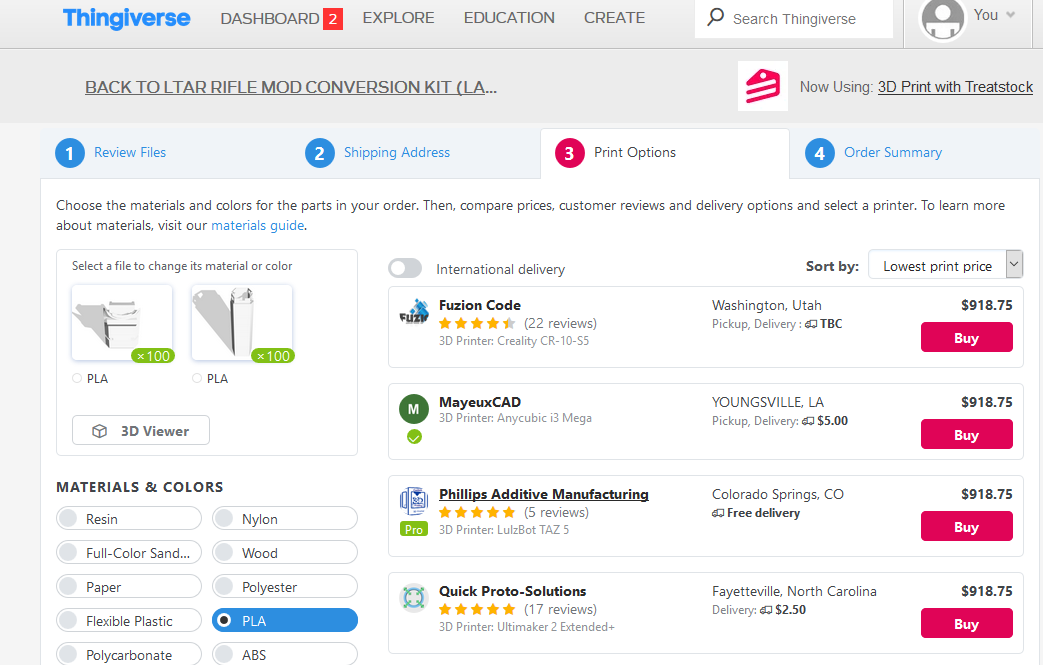 Thingiverse
DASHBOARD 2 EXPLORE EDUCATION CREATE
Search Thingiverse
You
BACK TO LTAR RIFLE MOD CONVERSION KIT (LA...
Now Using: 3D Print with Treatstock
1 Review Files
2 Shipping Address
3 Print Options
4 Order Summary
Choose the materials and colors for the parts in your order. Then, compare prices, customer reviews and delivery options and select a printer. To learn more
about materials, visit our materials guide.
Select a file to change its material or color
×100 ×100
PLA PLA
3D Viewer
MATERIALS & COLORS
Resin Nylon
Full-Color Sand... Wood
Paper Polyester
Flexible Plastic PLA
Polycarbonate ABS
International delivery
Sort by: Lowest print price
FUZIN
Fuzion Code
(22 reviews)
3D Printer: Creality CR-10-S5
Washington, Utah
Pickup, Delivery : TBC
$918.75
Buy
M
MayeuxCAD
3D Printer: Anycubic i3 Mega
YOUNGSVILLE, LA
Pickup, Delivery: $5.00
$918.75
Buy
Pro
Phillips Additive Manufacturing
(5 reviews)
3D Printer: LulzBot TAZ 5
Colorado Springs, CO
Free delivery
$918.75
Buy
Quick Proto-Solutions
(17 reviews)
3D Printer: Ultimaker 2 Extended+
Fayetteville, North Carolina
Delivery: $2.50
$918.75
Buy